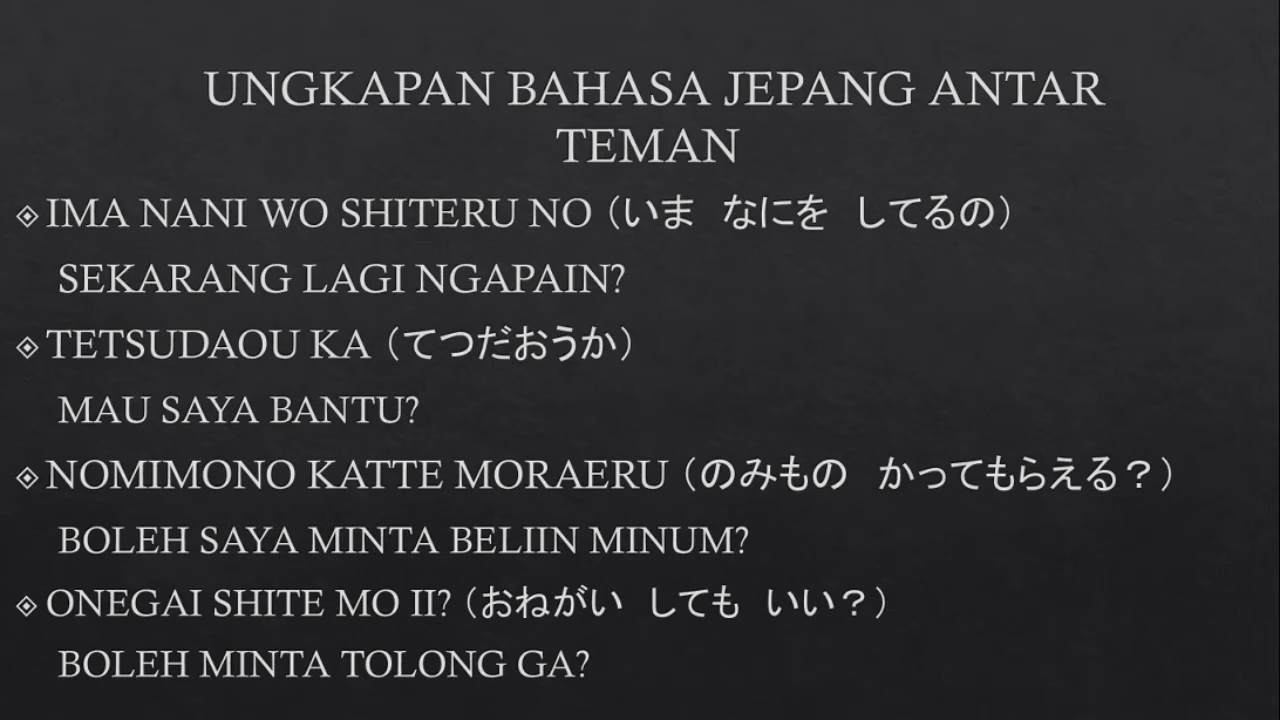 UNGKAPAN BAHASA JEPANG ANTAR
TEMAN
IMA NANI WO SHITERU NO (いま　なにを　してるの)
SEKARANG LAGI NGAPAIN?
TETSUDAOU KA (てつだおうか)
MAU SAYA BANTU?
NOMIMONO KATTE MORAERU (のみもの　かってもらえる？)
BOLEH SAYA MINTA BELIIN MINUM?
ONEGAI SHITE MO II? (おねがい　しても　いい？)
BOLEH MINTA TOLONG GA?